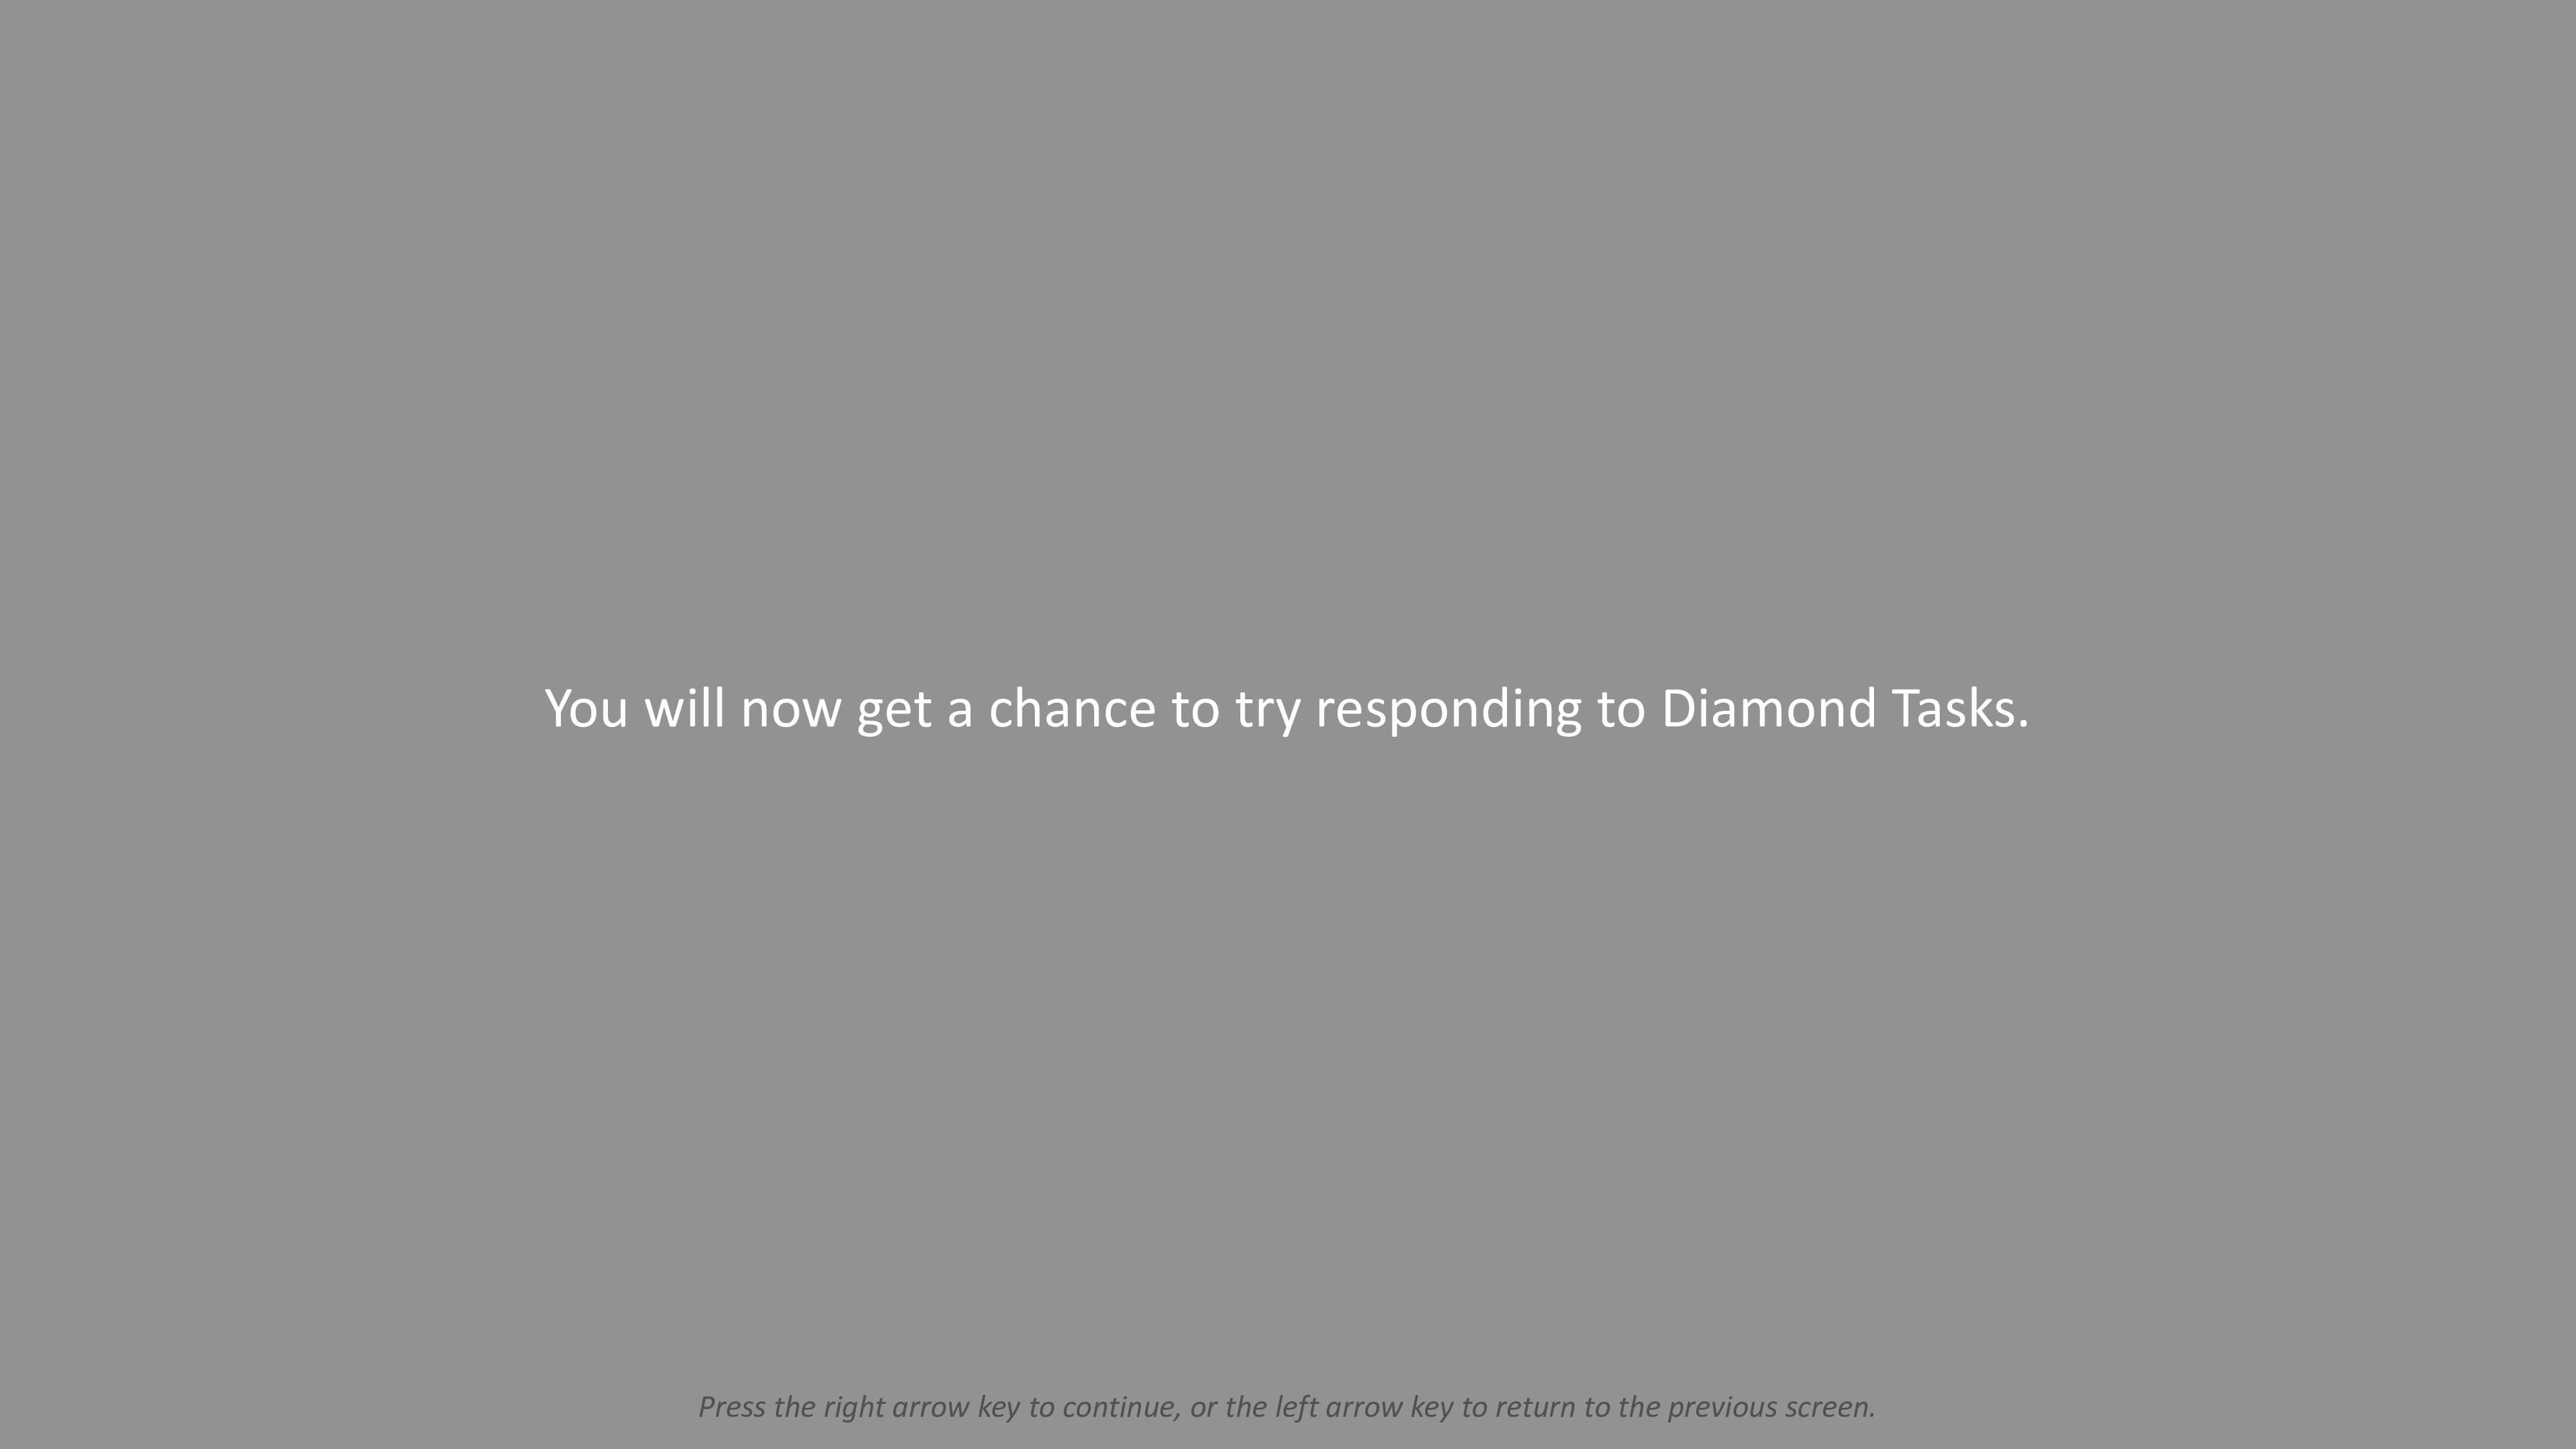 You will now get a chance to try responding to Diamond Tasks.
Press the right arrow key to continue, or the left arrow key to return to the previous screen.